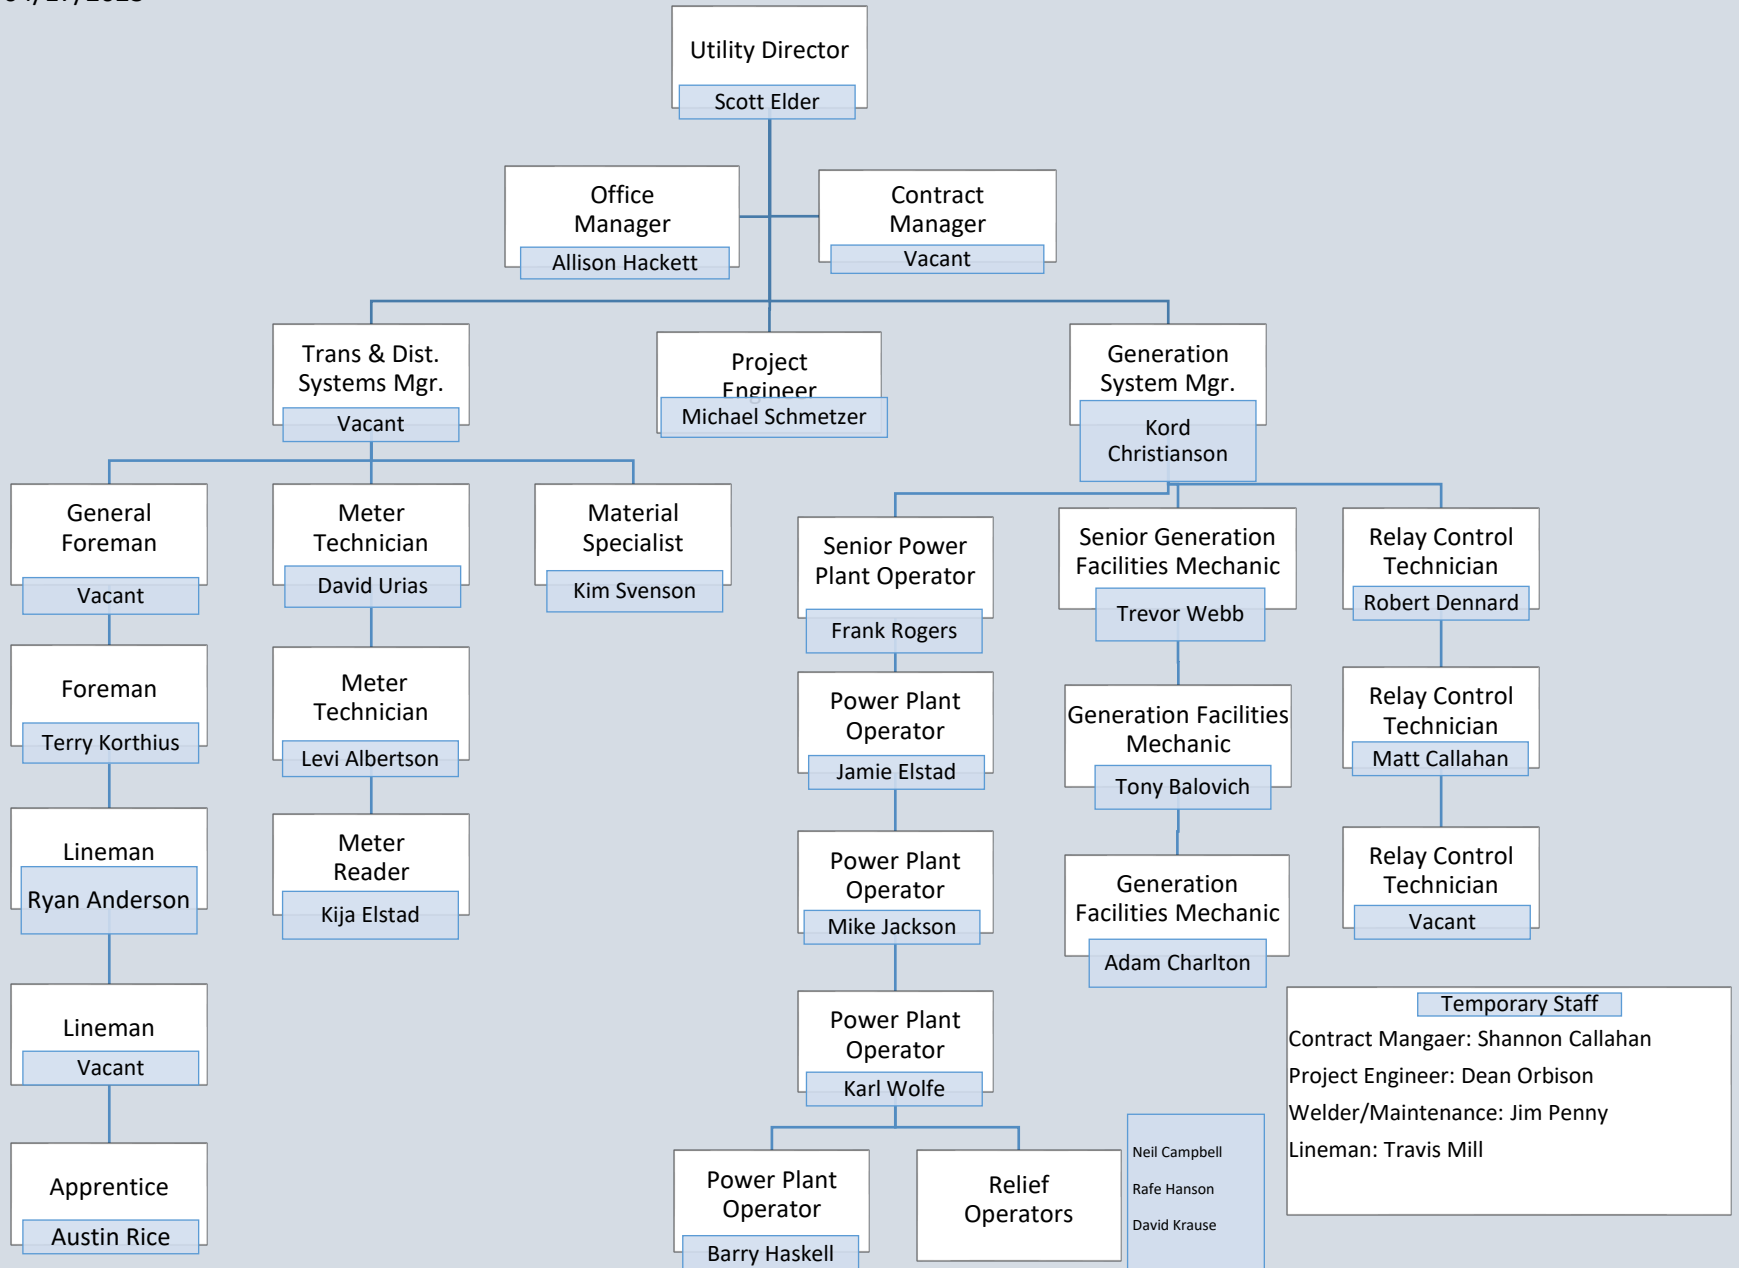 Utility Director
Scott Elder
Office
Manager
Allison Hackett
Contract
Manager
Vacant
Trans & Dist.
Systems Mgr.
Vacant
Project
Engineer
Michael Schmetzer
Generation
System Mgr.
Kord
Christianson
General
Foreman
Vacant
Meter
Technician
David Urias
Material
Specialist
Kim Svenson
Senior Power
Plant Operator
Frank Rogers
Senior Generation
Facilities Mechanic
Trevor Webb
Relay Control
Technician
Robert Dennard
Foreman
Terry Korthius
Meter
Technician
Levi Albertson
Power Plant
Operator
Jamie Elstad
Generation Facilities
Mechanic
Tony Balovich
Relay Control
Technician
Matt Callahan
Lineman
Ryan Anderson
Meter
Reader
Kija Elstad
Power Plant
Operator
Mike Jackson
Generation
Facilities Mechanic
Adam Charlton
Relay Control
Technician
Vacant
Lineman
Vacant
Power Plant
Operator
Karl Wolfe
Temporary Staff
Contract Mangaer: Shannon Callahan
Project Engineer: Dean Orbison
Welder/Maintenance: Jim Penny
Lineman: Travis Mill
Apprentice
Austin Rice
Power Plant
Operator
Barry Haskell
Relief
Operators
Neil Campbell
Rafe Hanson
David Krause